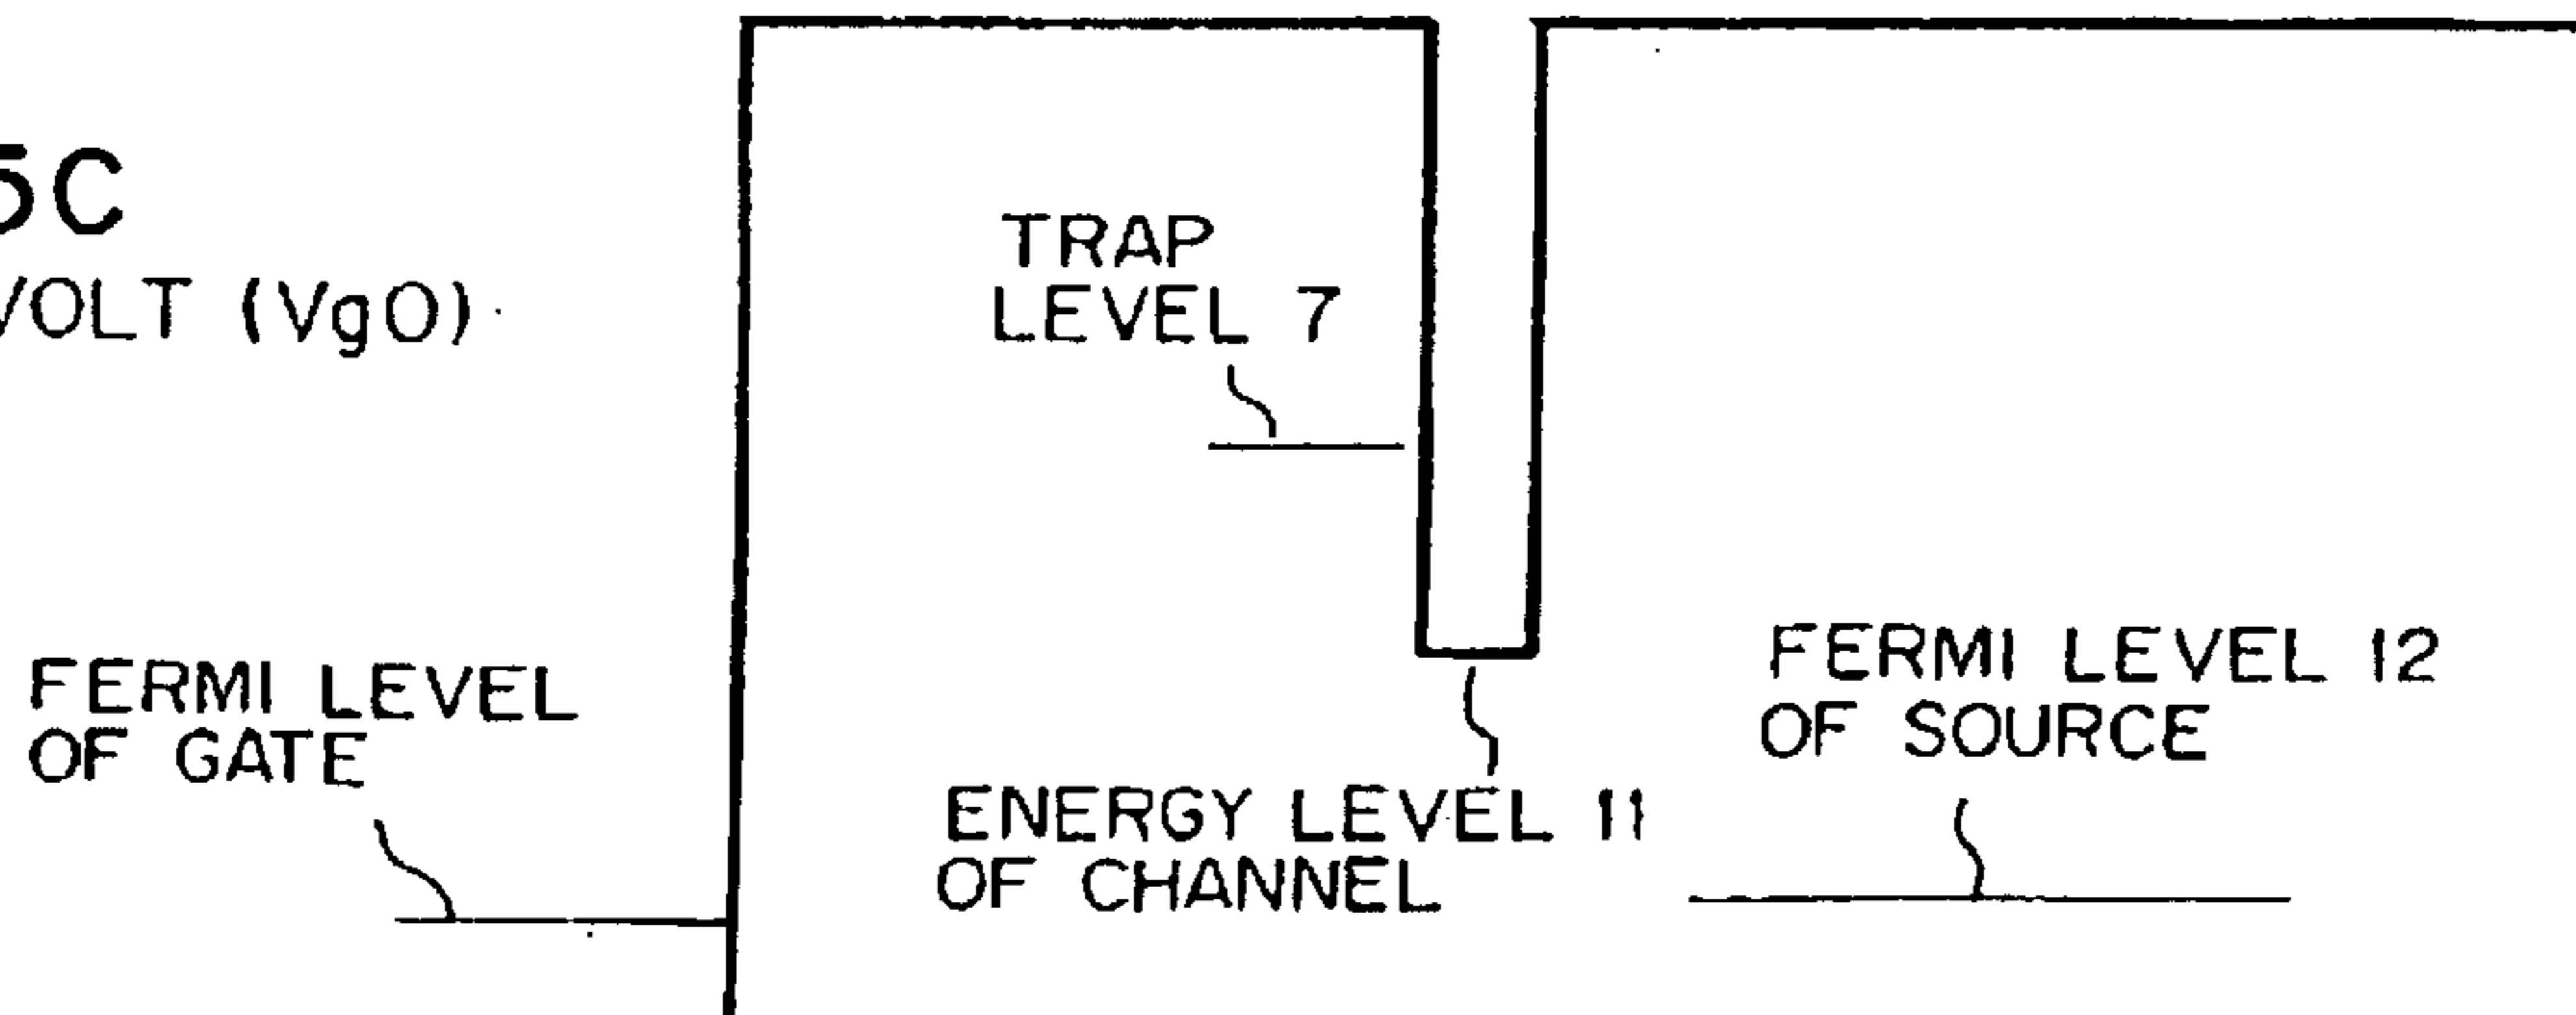 5C
VOLT (Vg0)
TRAP
LEVEL 7
FERMI LEVEL
OF GATE
ENERGY LEVEL 11
OF CHANNEL
FERMI LEVEL 12
OF SOURCE